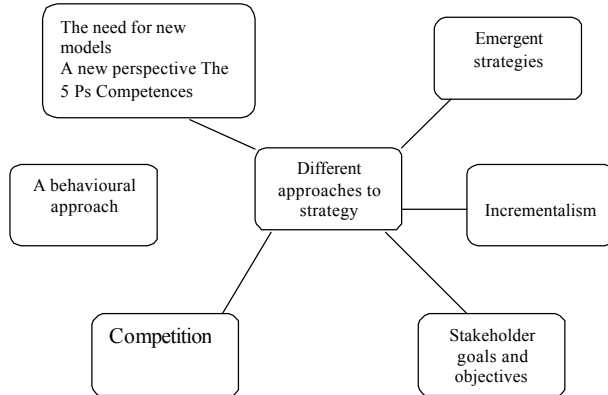 The need for new
models
A new perspective The
5 Ps Competences
Emergent
strategies
Different
approaches to
strategy
A behavioural
approach
Incrementalism
Competition
Stakeholder
goals and
objectives